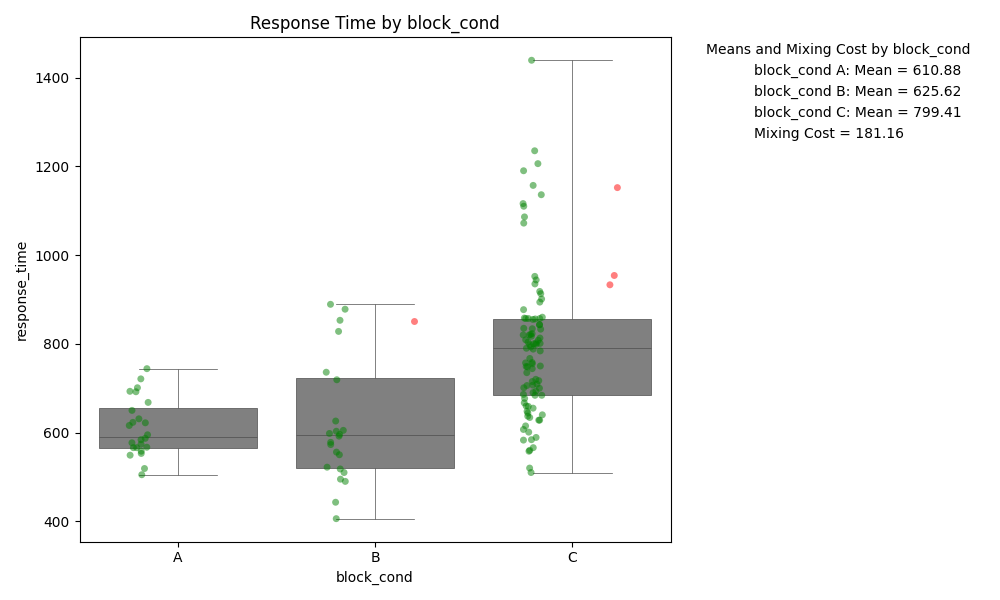 Response Time by block_cond
Means and Mixing Cost by block_cond
block_cond A: Mean = 610.88
block_cond B: Mean = 625.62
block_cond C: Mean = 799.41
Mixing Cost = 181.16
response_time
1400
1200
1000
800
600
400
A
B
C
block_cond